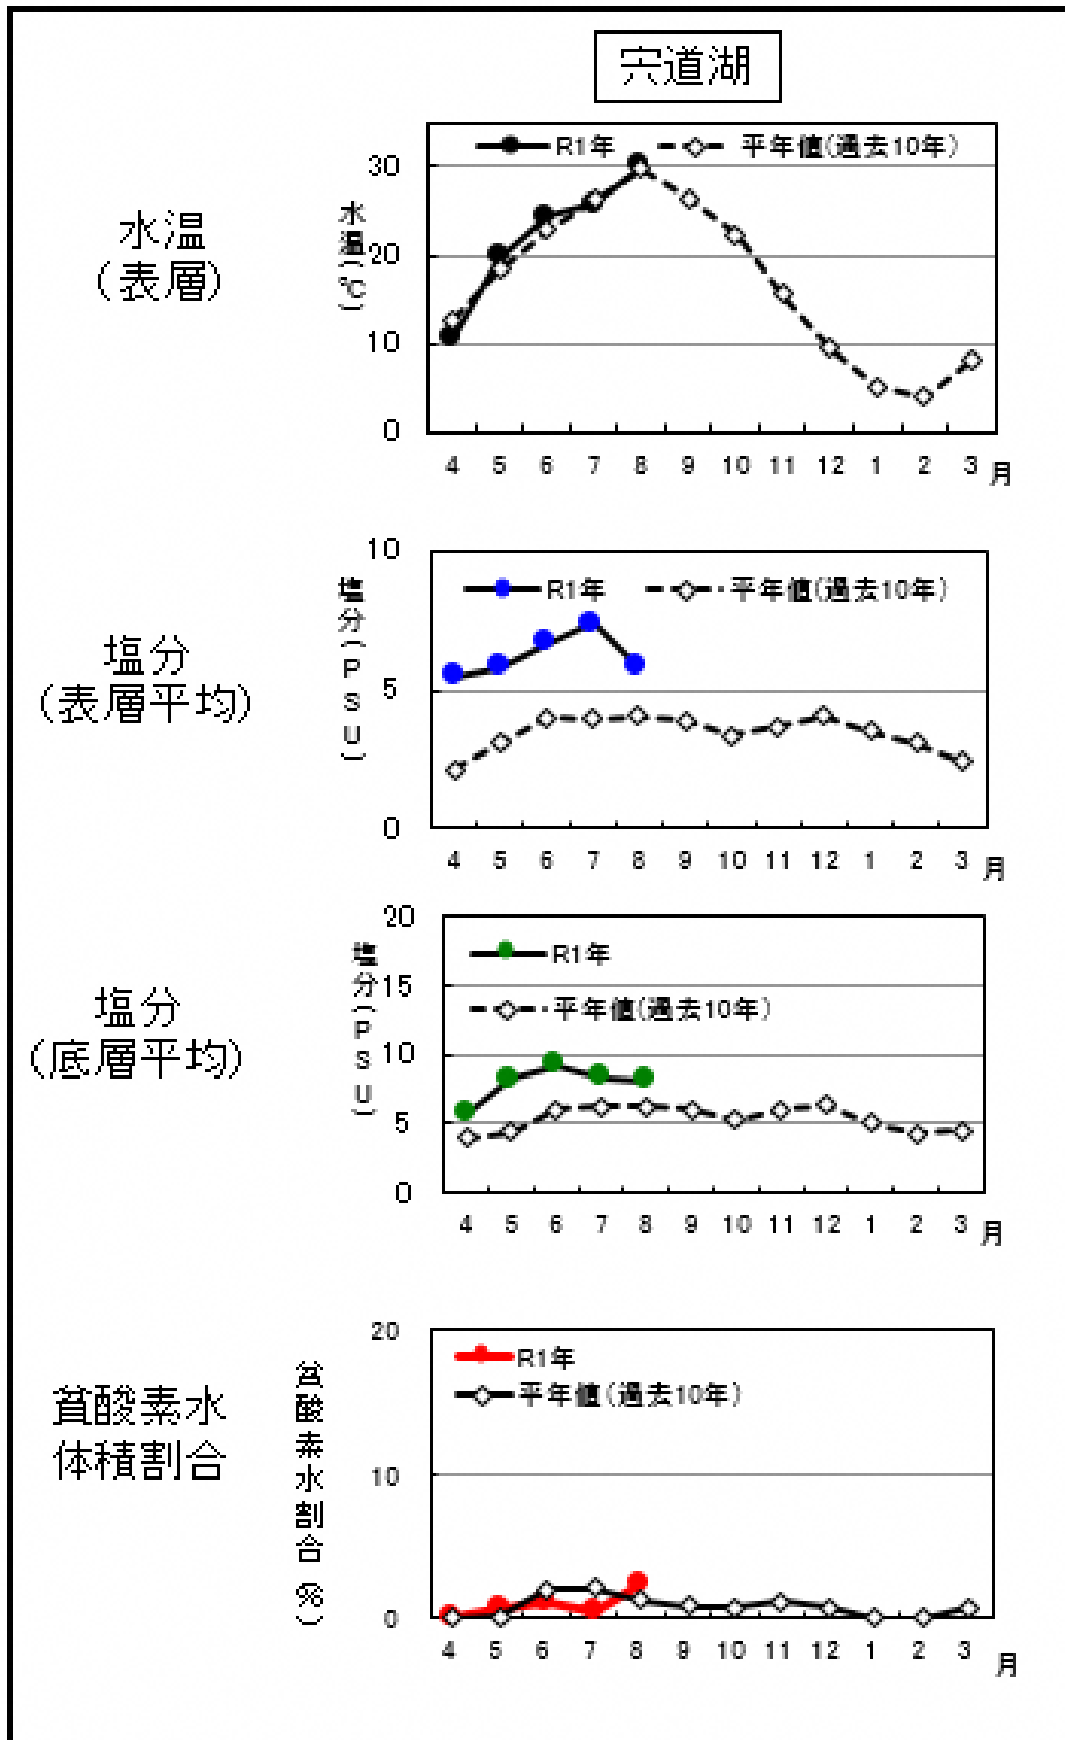 宍道湖
水温
(表層)
水温(℃)
R1年
平年値(過去10年)
30
20
10
0
4 5 6 7 8 9 10 11 12 1 2 3 月
塩分
(表層平均)
塩分(PSU)
R1年
平年値(過去10年)
10
5
0
4 5 6 7 8 9 10 11 12 1 2 3 月
塩分
(底層平均)
塩分(PSU)
R1年
平年値(過去10年)
20
15
10
5
0
4 5 6 7 8 9 10 11 12 1 2 3 月
貧酸素水
体積割合
貧酸素水割合(%)
R1年
平年値(過去10年)
20
10
0
4 5 6 7 8 9 10 11 12 1 2 3 月